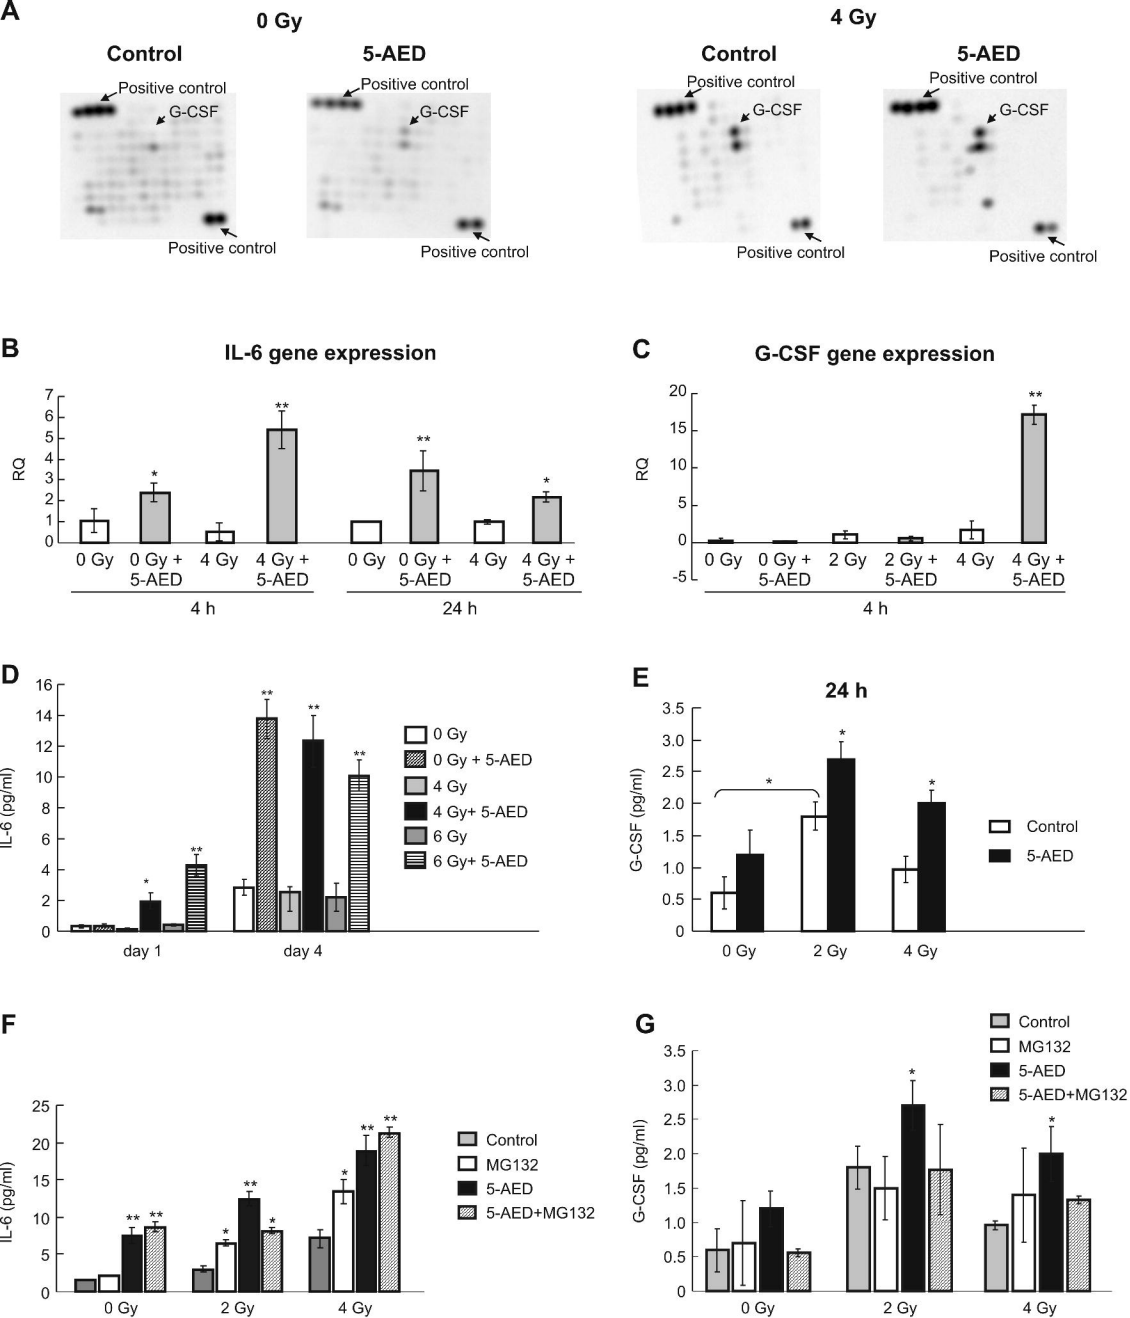 A
0 Gy
4 Gy
Control
5-AED
Control
5-AED
Positive control
G-CSF
Positive control
Positive control
G-CSF
Positive control
Positive control
G-CSF
Positive control
Positive control
G-CSF
Positive control
B
IL-6 gene expression
RQ
7
6
5
4
3
2
1
0
*
**
**
*
0 Gy
0 Gy +
5-AED
4 Gy
4 Gy +
5-AED
0 Gy
0 Gy +
5-AED
4 Gy
4 Gy +
5-AED
4 h
24 h
C
G-CSF gene expression
RQ
20
15
10
5
0
-5
**
0 Gy
0 Gy +
5-AED
2 Gy
2 Gy +
5-AED
4 Gy
4 Gy +
5-AED
4 h
D
IL-6 (pg/ml)
16
14
12
10
8
6
4
2
0
*
**
**
**
**
day 1
day 4
0 Gy
0 Gy + 5-AED
4 Gy
4 Gy+ 5-AED
6 Gy
6 Gy+ 5-AED
E
24 h
G-CSF (pg/ml)
3.5
3.0
2.5
2.0
1.5
1.0
0.5
0
*
*
*
0 Gy
2 Gy
4 Gy
Control
5-AED
F
IL-6 (pg/ml)
25
20
15
10
5
0
**
**
*
**
*
*
**
**
0 Gy
2 Gy
4 Gy
Control
MG132
5-AED
5-AED+MG132
G
G-CSF (pg/ml)
3.5
3.0
2.5
2.0
1.5
1.0
0.5
0
*
*
0 Gy
2 Gy
4 Gy
Control
MG132
5-AED
5-AED+MG132